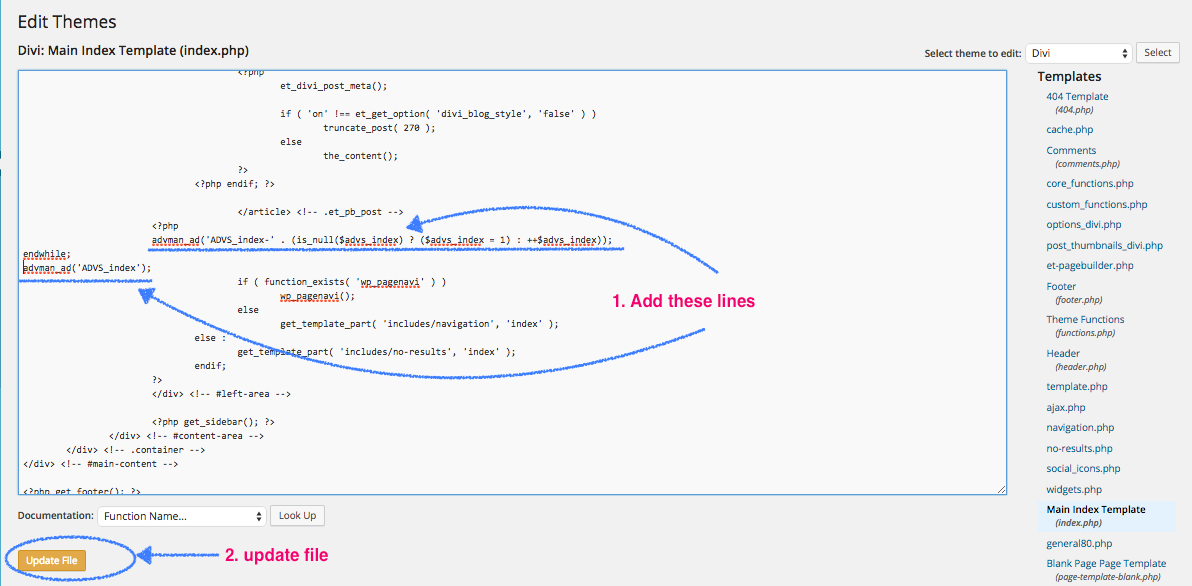 Edit Themes
Divi: Main Index Template (index.php)
Select theme to edit: Divi Select
<?php
et_divi_post_meta();
if ( 'on' !== et_get_option( 'divi_blog_style', 'false' ) )
truncate_post( 270 );
else
the_content();
?>
<?php endif; ?>
</article> <!-- .et_pb_post -->
<?php
advman_ad('ADVS_index-' . (is_null($advs_index) ? ($advs_index = 1) : ++$advs_index));
endwhile;
advman_ad('ADVS_index');
if ( function_exists( 'wp_pagenavi' ) )
wp_pagenavi();
else
get_template_part( 'includes/navigation', 'index' );
else :
get_template_part( 'includes/no-results', 'index' );
endif;
?>
</div> <!-- #left-area -->
<?php get_sidebar(); ?>
</div> <!-- #content-area -->
</div> <!-- .container -->
</div> <!-- #main-content -->
<?php get_footer(); ?>
1. Add these lines
Documentation: Function Name... Look Up
Update File
2. update file
Templates
404 Template
(404.php)
cache.php
Comments
(comments.php)
core_functions.php
custom_functions.php
options_divi.php
post_thumbnails_divi.php
et-pagebuilder.php
Footer
(footer.php)
Theme Functions
(functions.php)
Header
(header.php)
template.php
ajax.php
navigation.php
no-results.php
social_icons.php
widgets.php
Main Index Template
(index.php)
general80.php
Blank Page Page Template
(page-template-blank.php)